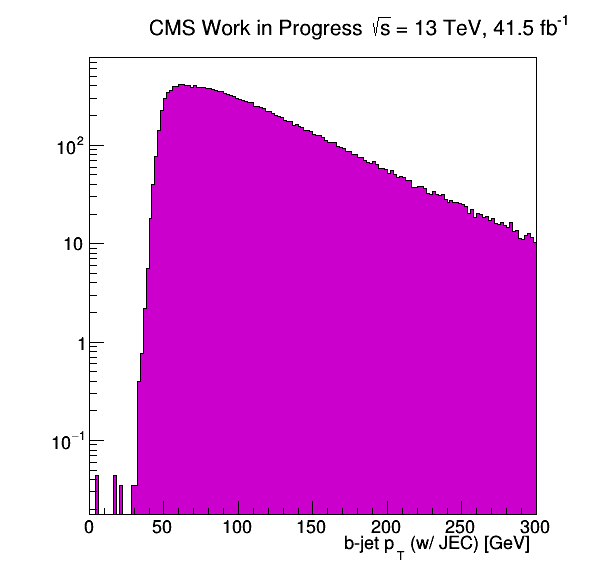 CMS Work in Progress √s = 13 TeV, 41.5 fb⁻¹
10²
10
1
10⁻¹
0 50 100 150 200 250 300
b-jet p_T (w/ JEC) [GeV]